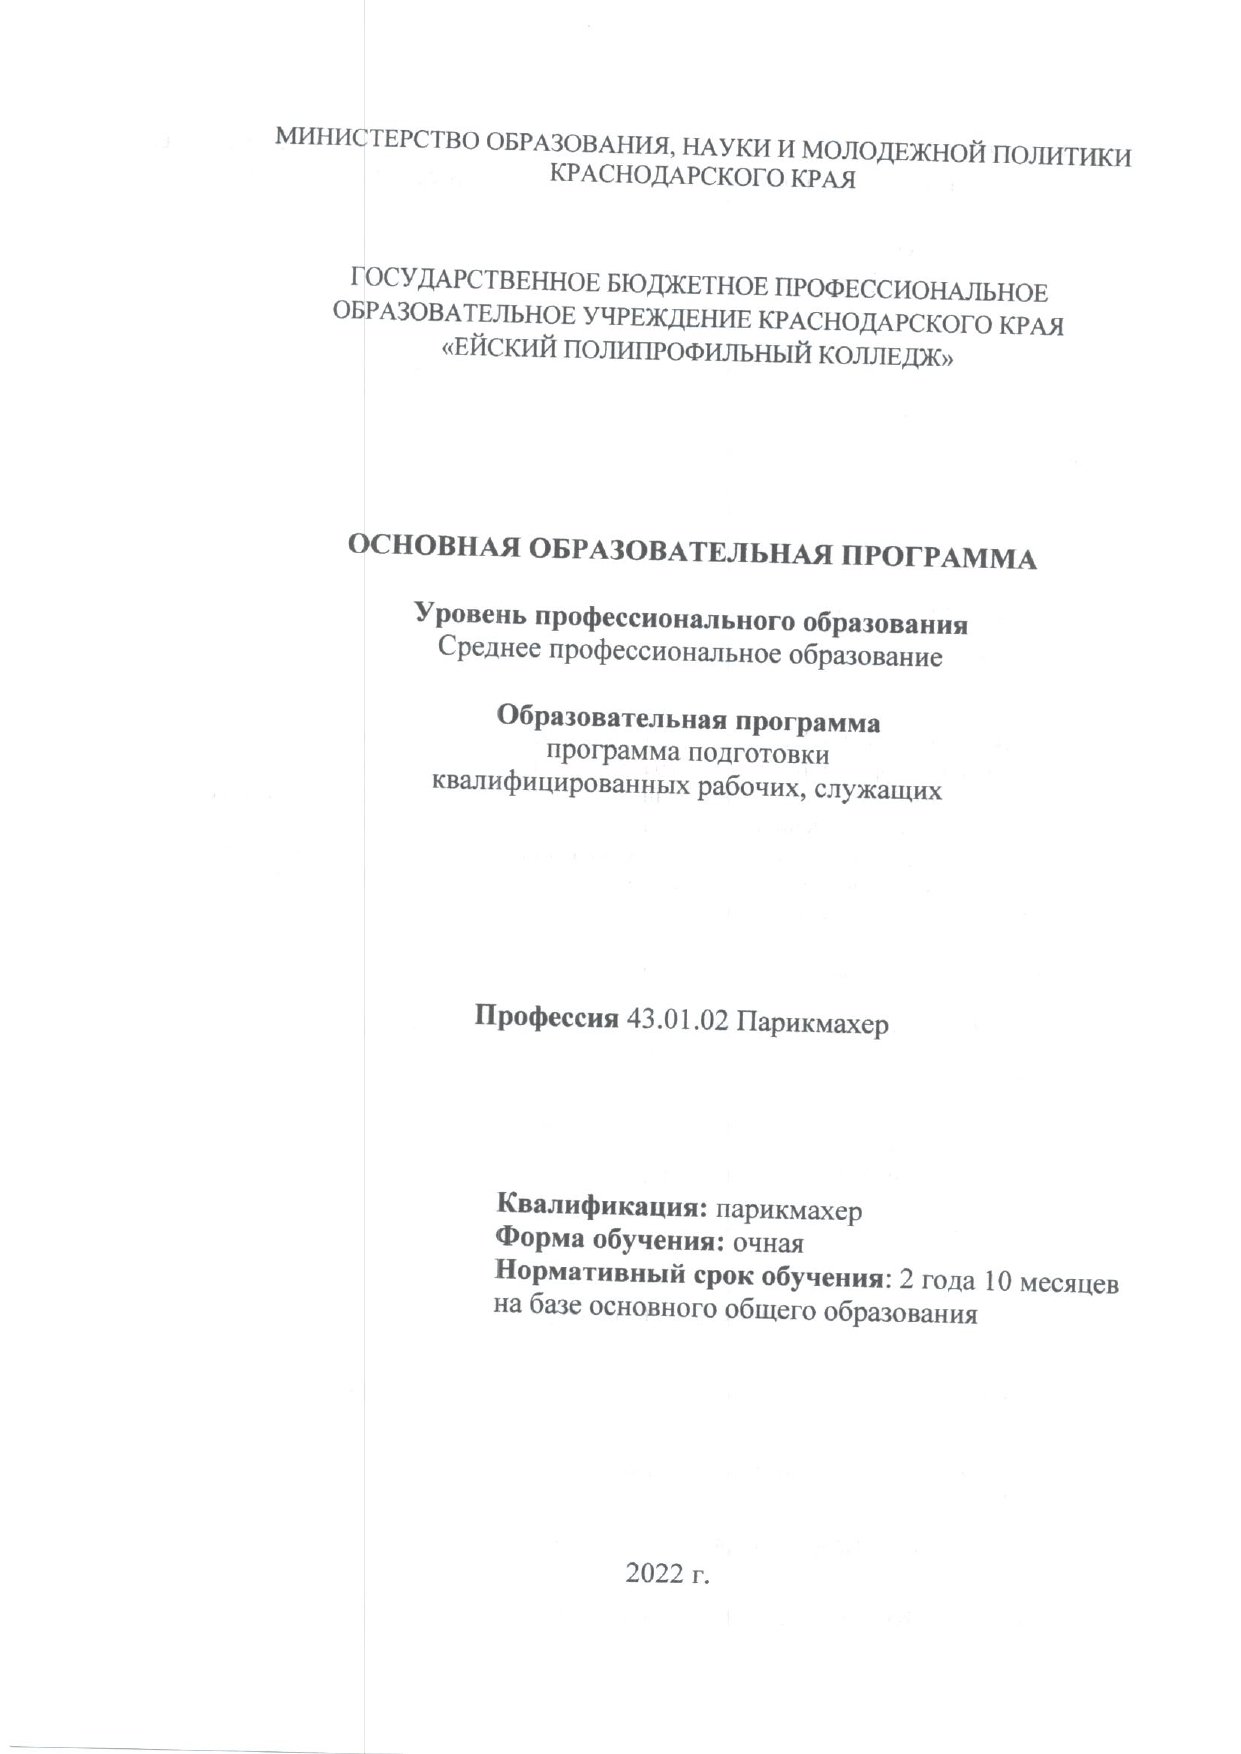 МИНИСТЕРСТВО ОБРАЗОВАНИЯ, НАУКИ И МОЛОДЕЖНОЙ ПОЛИТИКИ
КРАСНОДАРСКОГО КРАЯ
ГОСУДАРСТВЕННОЕ БЮДЖЕТНОЕ ПРОФЕССИОНАЛЬНОЕ
ОБРАЗОВАТЕЛЬНОЕ УЧРЕЖДЕНИЕ КРАСНОДАРСКОГО КРАЯ
«ЕЙСКИЙ ПОЛИПРОФИЛЬНЫЙ КОЛЛЕДЖ»
ОСНОВНАЯ ОБРАЗОВАТЕЛЬНАЯ ПРОГРАММА
Уровень профессионального образования
Среднее профессиональное образование
Образовательная программа
программа подготовки
квалифицированных рабочих, служащих
Профессия 43.01.02 Парикмахер
Квалификация: парикмахер
Форма обучения: очная
Нормативный срок обучения: 2 года 10 месяцев
на базе основного общего образования
2022 г.